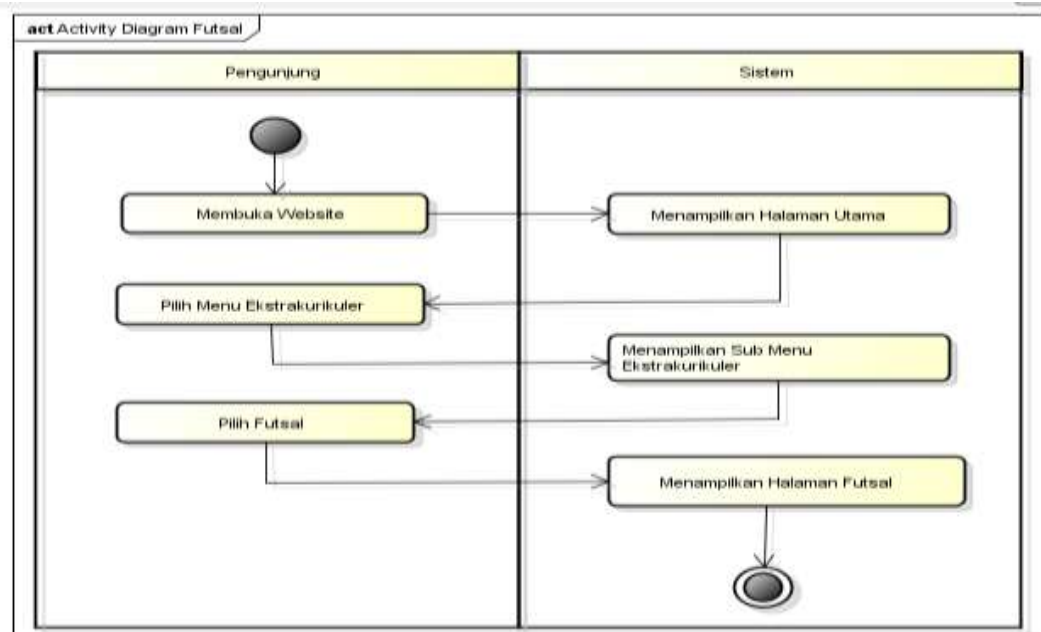 act Activity Diagram Futsal
Pengunjung
Sistem
Membuka Website
Menampilkan Halaman Utama
Pilih Menu Ekstrakurikuler
Menampilkan Sub Menu
Ekstrakurikuler
Pilih Futsal
Menampilkan Halaman Futsal